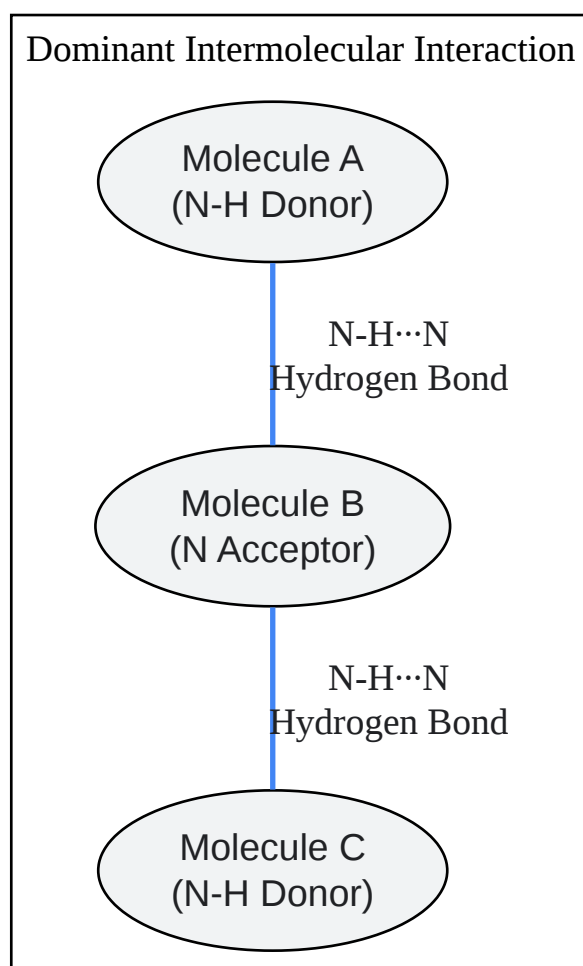 Dominant Intermolecular Interaction
Molecule A
(N-H Donor)
N-H···N
Hydrogen Bond
Molecule B
(N Acceptor)
N-H···N
Hydrogen Bond
Molecule C
(N-H Donor)